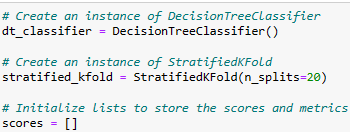 # Create an instance of DecisionTreeClassifier
dt_classifier = DecisionTreeClassifier()
# Create an instance of StratifiedKFold
stratified_kfold = StratifiedKFold(n_splits=20)
# Initialize lists to store the scores and metrics
scores = []